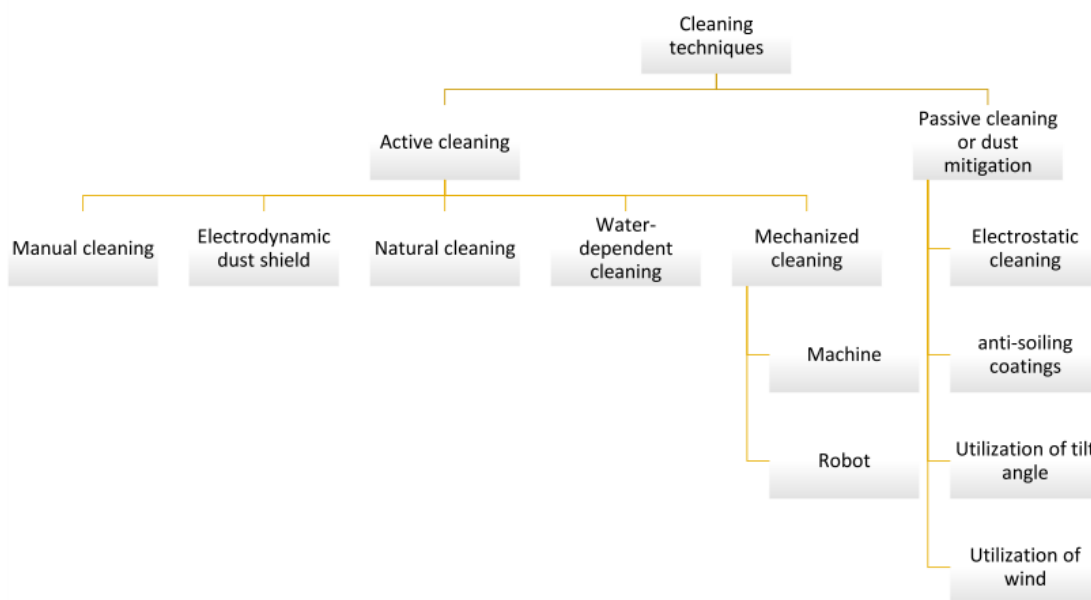 Cleaning
techniques
Active cleaning
Passive cleaning
or dust
mitigation
Manual cleaning
Electrodynamic
dust shield
Natural cleaning
Water-
dependent
cleaning
Mechanized
cleaning
Machine
Robot
Electrostatic
cleaning
anti-soiling
coatings
Utilization of tilt
angle
Utilization of
wind